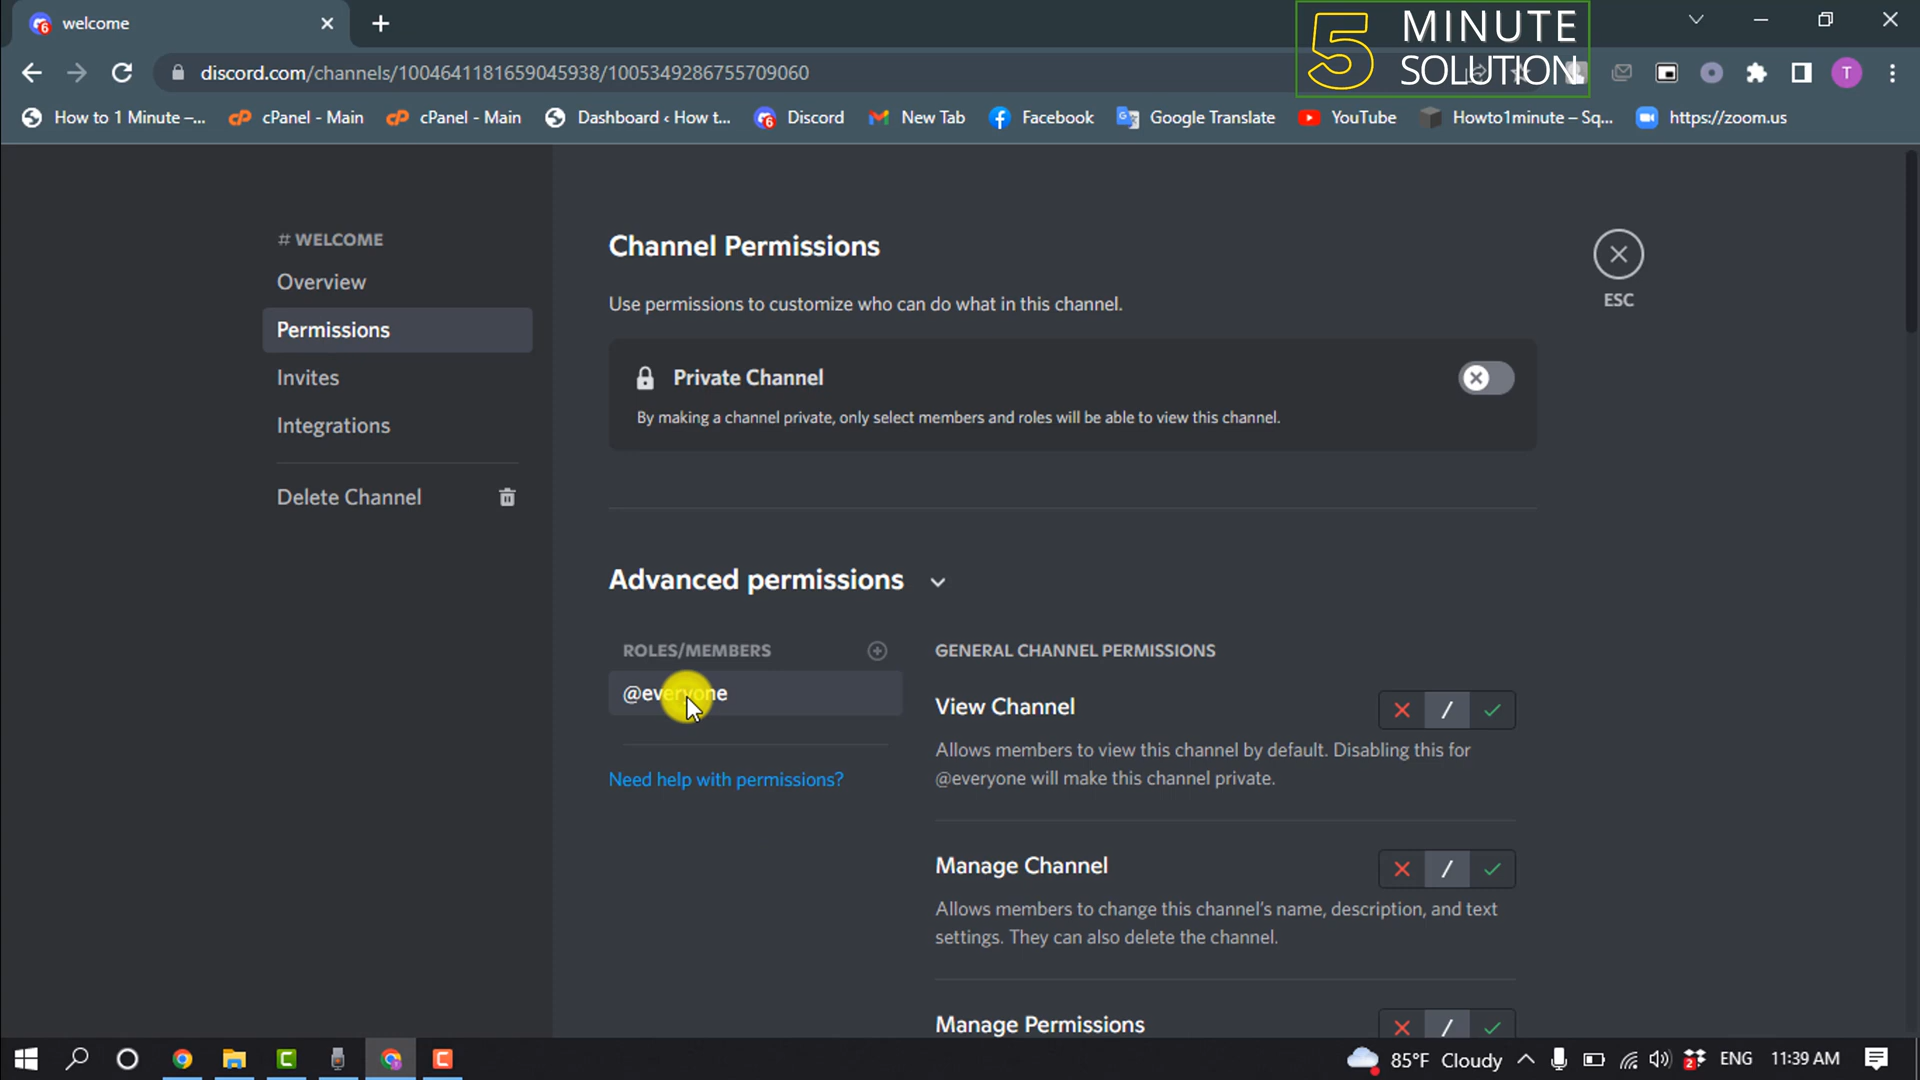 welcome
5 MINUTE
SOLUTION
discord.com/channels/1004641181659045938/1005349286755709060
T
How to 1 Minute –...
cPanel - Main
cPanel - Main
Dashboard ‹ How t...
Discord
New Tab
Facebook
Google Translate
YouTube
Howto1minute – Sq...
https://zoom.us
# WELCOME
Overview
Permissions
Invites
Integrations
Delete Channel
Channel Permissions
Use permissions to customize who can do what in this channel.
Private Channel
By making a channel private, only select members and roles will be able to view this channel.
ESC
Advanced permissions
ROLES/MEMBERS
@everyone
Need help with permissions?
GENERAL CHANNEL PERMISSIONS
View Channel
Allows members to view this channel by default. Disabling this for
@everyone will make this channel private.
Manage Channel
Allows members to change this channel's name, description, and text
settings. They can also delete the channel.
Manage Permissions
85°F Cloudy
ENG
11:39 AM